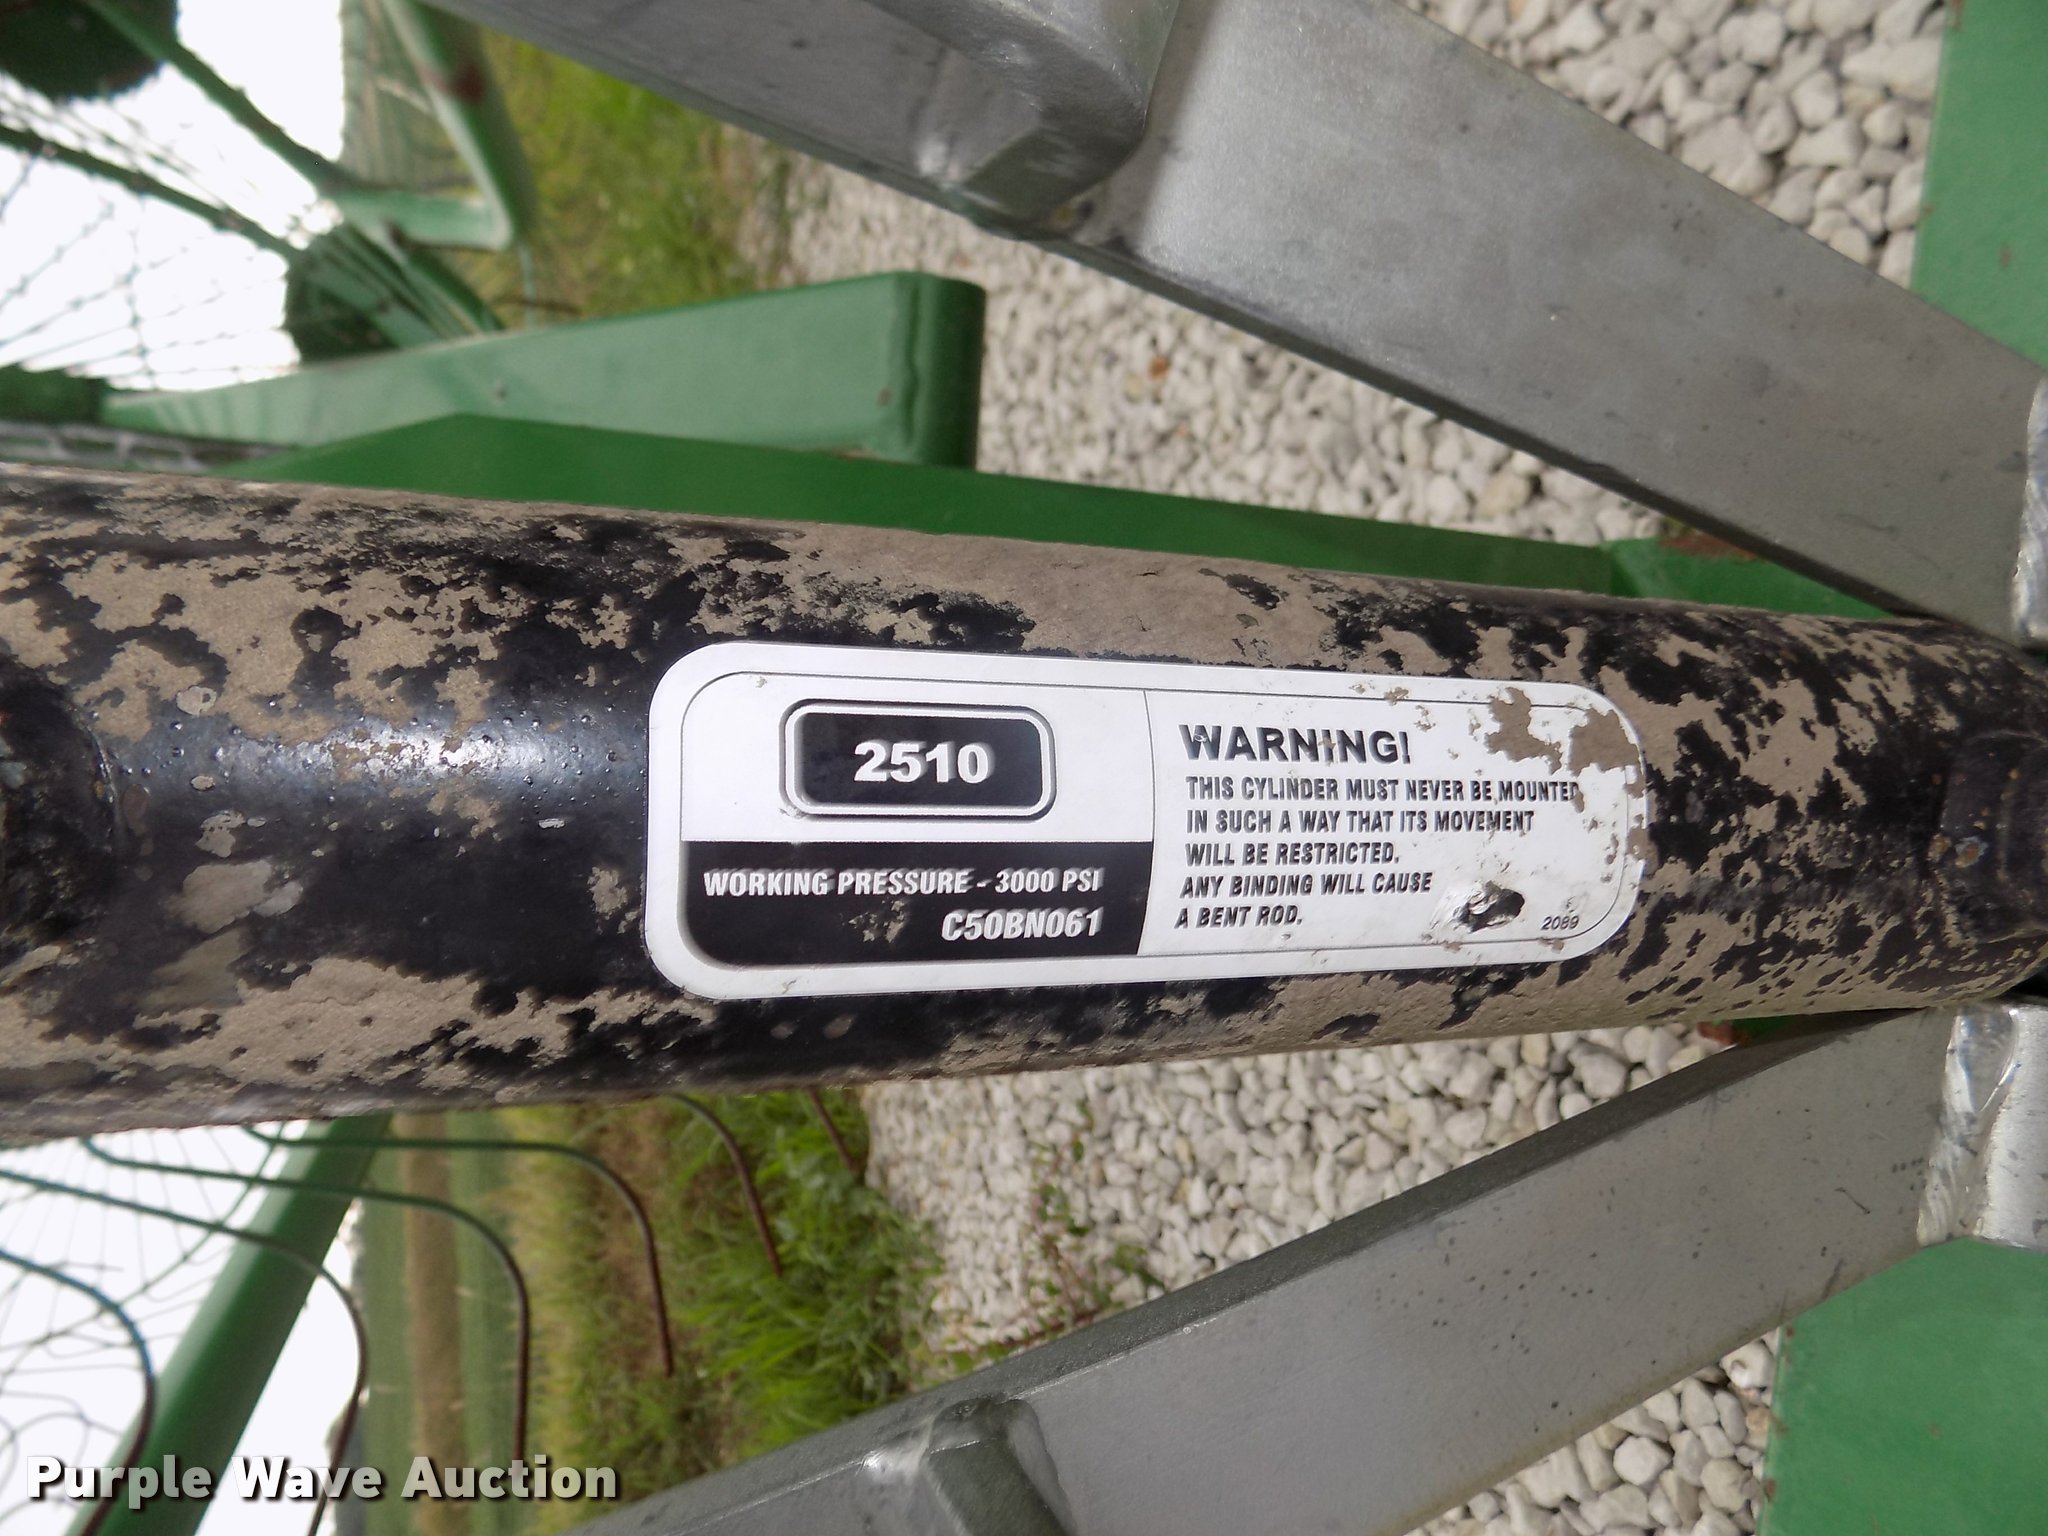 2510
WORKING PRESSURE - 3000 PSI
C50BN061
WARNING!
THIS CYLINDER MUST NEVER BE MOUNTED
IN SUCH A WAY THAT ITS MOVEMENT
WILL BE RESTRICTED.
ANY BINDING WILL CAUSE
A BENT ROD.
2089
Purple Wave Auction